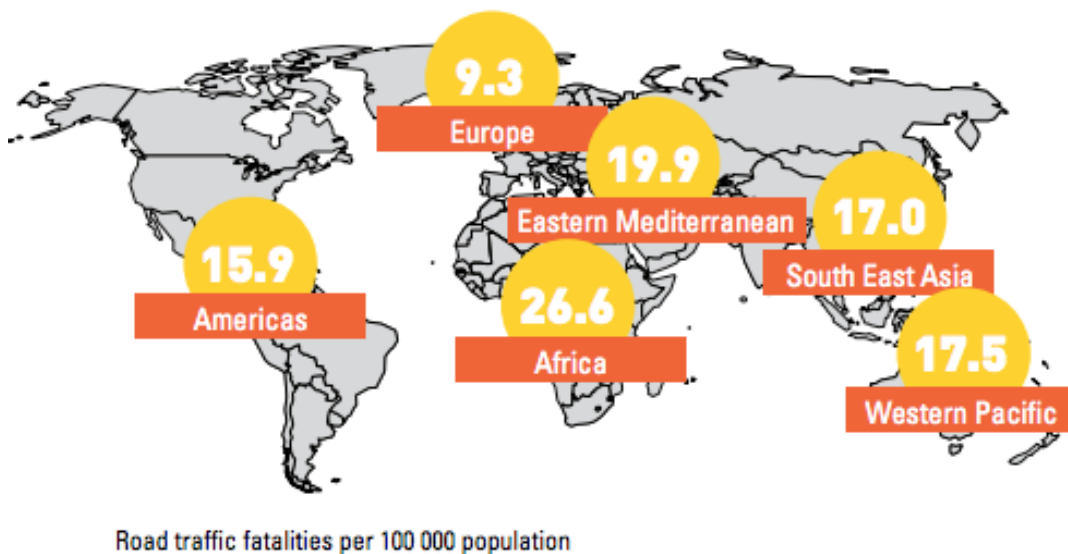 9.3
Europe
19.9
Eastern Mediterranean
17.0
South East Asia
15.9
Americas
26.6
Africa
17.5
Western Pacific
Road traffic fatalities per 100 000 population